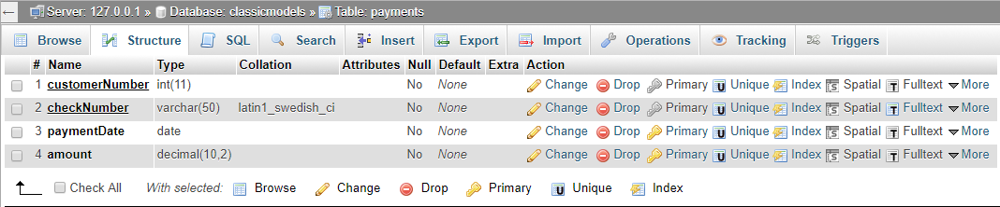 Server: 127.0.0.1 » Database: classicmodels » Table: payments
Browse Structure SQL Search Insert Export Import Operations Tracking Triggers
# Name Type Collation Attributes Null Default Extra Action
1 customerNumber int(11) No None Change Drop Primary Unique Index Spatial Fulltext More
2 checkNumber varchar(50) latin1_swedish_ci No None Change Drop Primary Unique Index Spatial Fulltext More
3 paymentDate date No None Change Drop Primary Unique Index Spatial Fulltext More
4 amount decimal(10,2) No None Change Drop Primary Unique Index Spatial Fulltext More
Check All With selected: Browse Change Drop Primary Unique Index